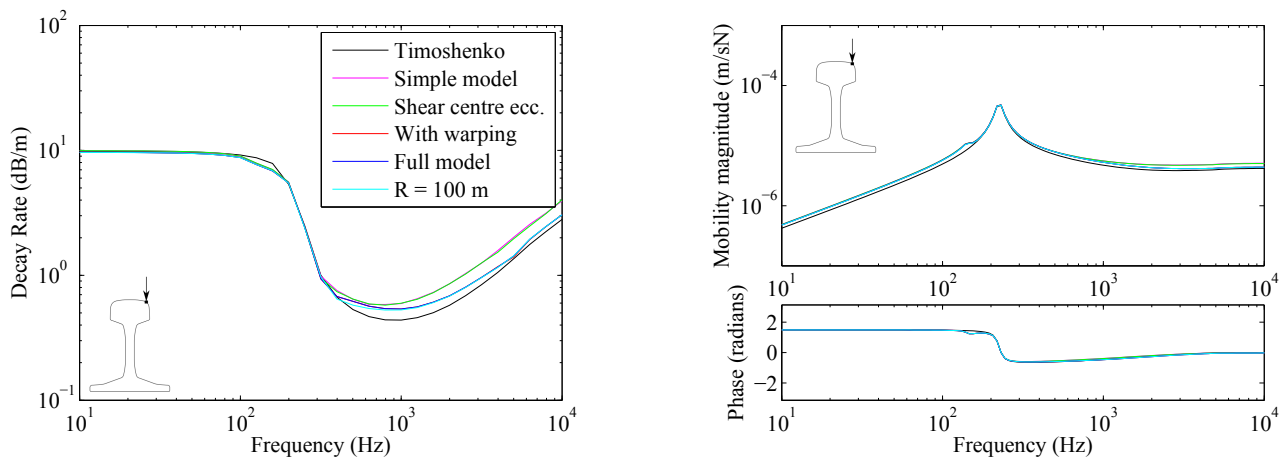 10^2
10^1
10^0
10^-1
Decay Rate (dB/m)
Timoshenko
Simple model
Shear centre ecc.
With warping
Full model
R = 100 m
10^1
10^2
10^3
10^4
Frequency (Hz)
Mobility magnitude (m/sN)
10^-4
10^-6
10^1
10^2
10^3
10^4
Phase (radians)
2
0
−2
10^1
10^2
10^3
10^4
Frequency (Hz)